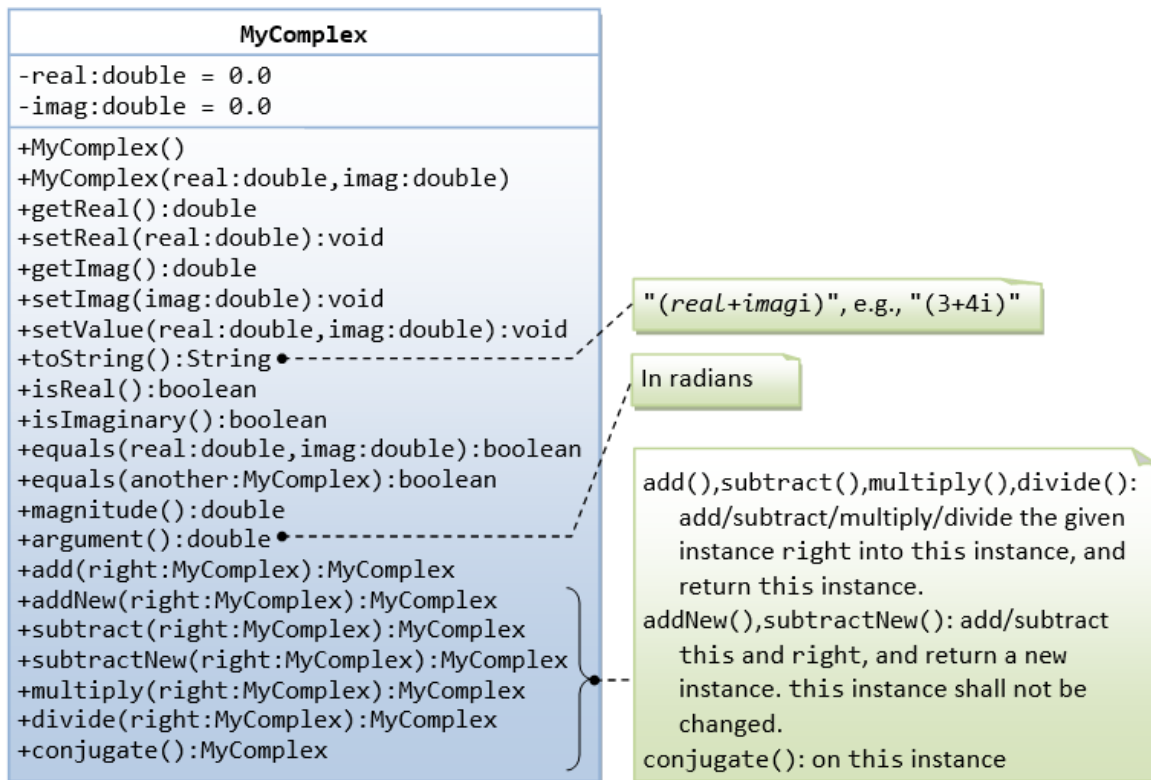 MyComplex
-real:double = 0.0
-imag:double = 0.0
+MyComplex()
+MyComplex(real:double,imag:double)
+getReal():double
+setReal(real:double):void
+getImag():double
+setImag(imag:double):void
+setValue(real:double,imag:double):void
+toString():String
+isReal():boolean
+isImaginary():boolean
+equals(real:double,imag:double):boolean
+equals(another:MyComplex):boolean
+magnitude():double
+argument():double
+add(right:MyComplex):MyComplex
+addNew(right:MyComplex):MyComplex
+subtract(right:MyComplex):MyComplex
+subtractNew(right:MyComplex):MyComplex
+multiply(right:MyComplex):MyComplex
+divide(right:MyComplex):MyComplex
+conjugate():MyComplex
"(real+imagi)", e.g., "(3+4i)"
In radians
add(),subtract(),multiply(),divide():
add/subtract/multiply/divide the given
instance right into this instance, and
return this instance.
addNew(),subtractNew(): add/subtract
this and right, and return a new
instance. this instance shall not be
changed.
conjugate(): on this instance